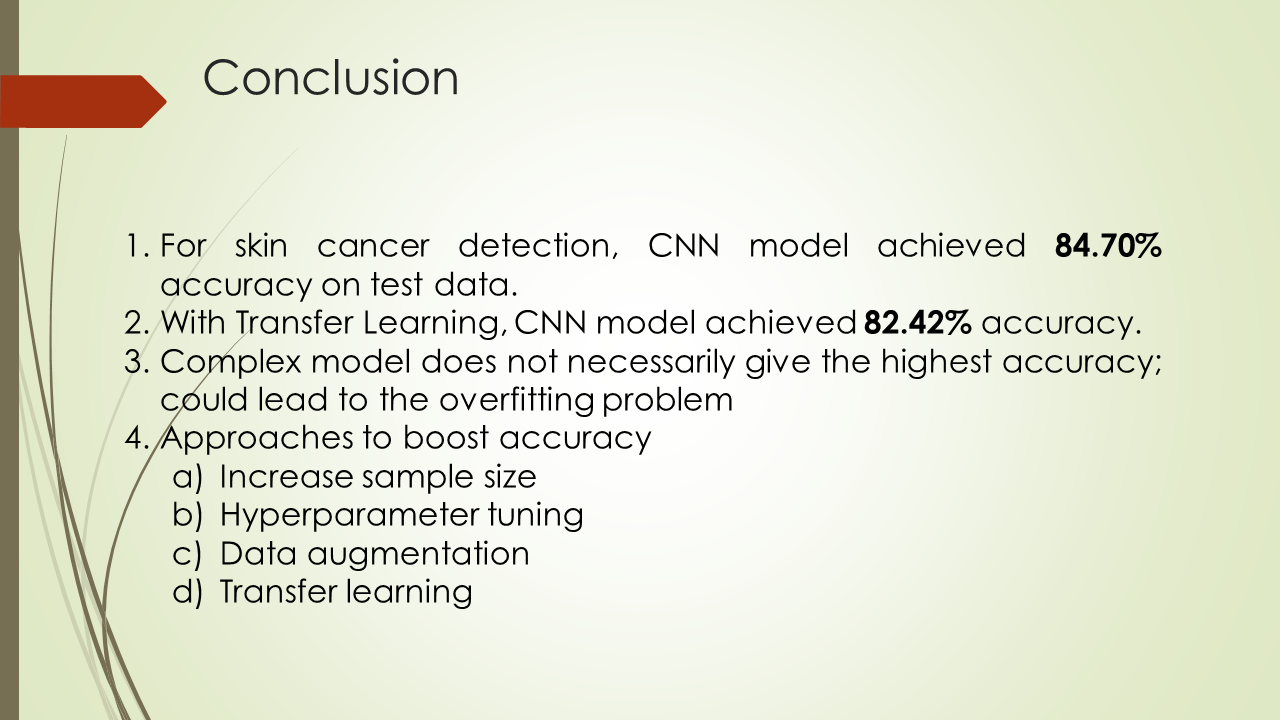 Conclusion
1. For skin cancer detection, CNN model achieved 84.70%
accuracy on test data.
2. With Transfer Learning, CNN model achieved 82.42% accuracy.
3. Complex model does not necessarily give the highest accuracy;
could lead to the overfitting problem
4. Approaches to boost accuracy
a) Increase sample size
b) Hyperparameter tuning
c) Data augmentation
d) Transfer learning